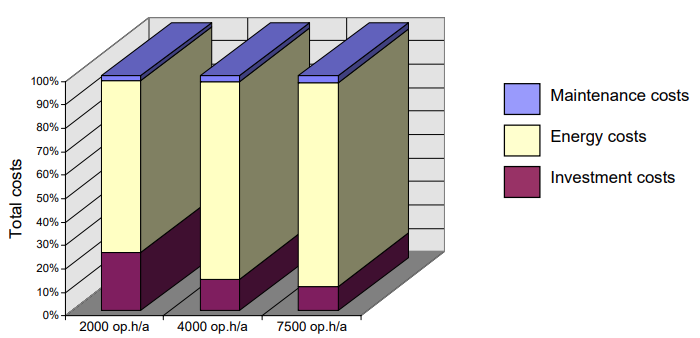 Total costs
100%
90%
80%
70%
60%
50%
40%
30%
20%
10%
0%
2000 op.h/a
4000 op.h/a
7500 op.h/a
Maintenance costs
Energy costs
Investment costs